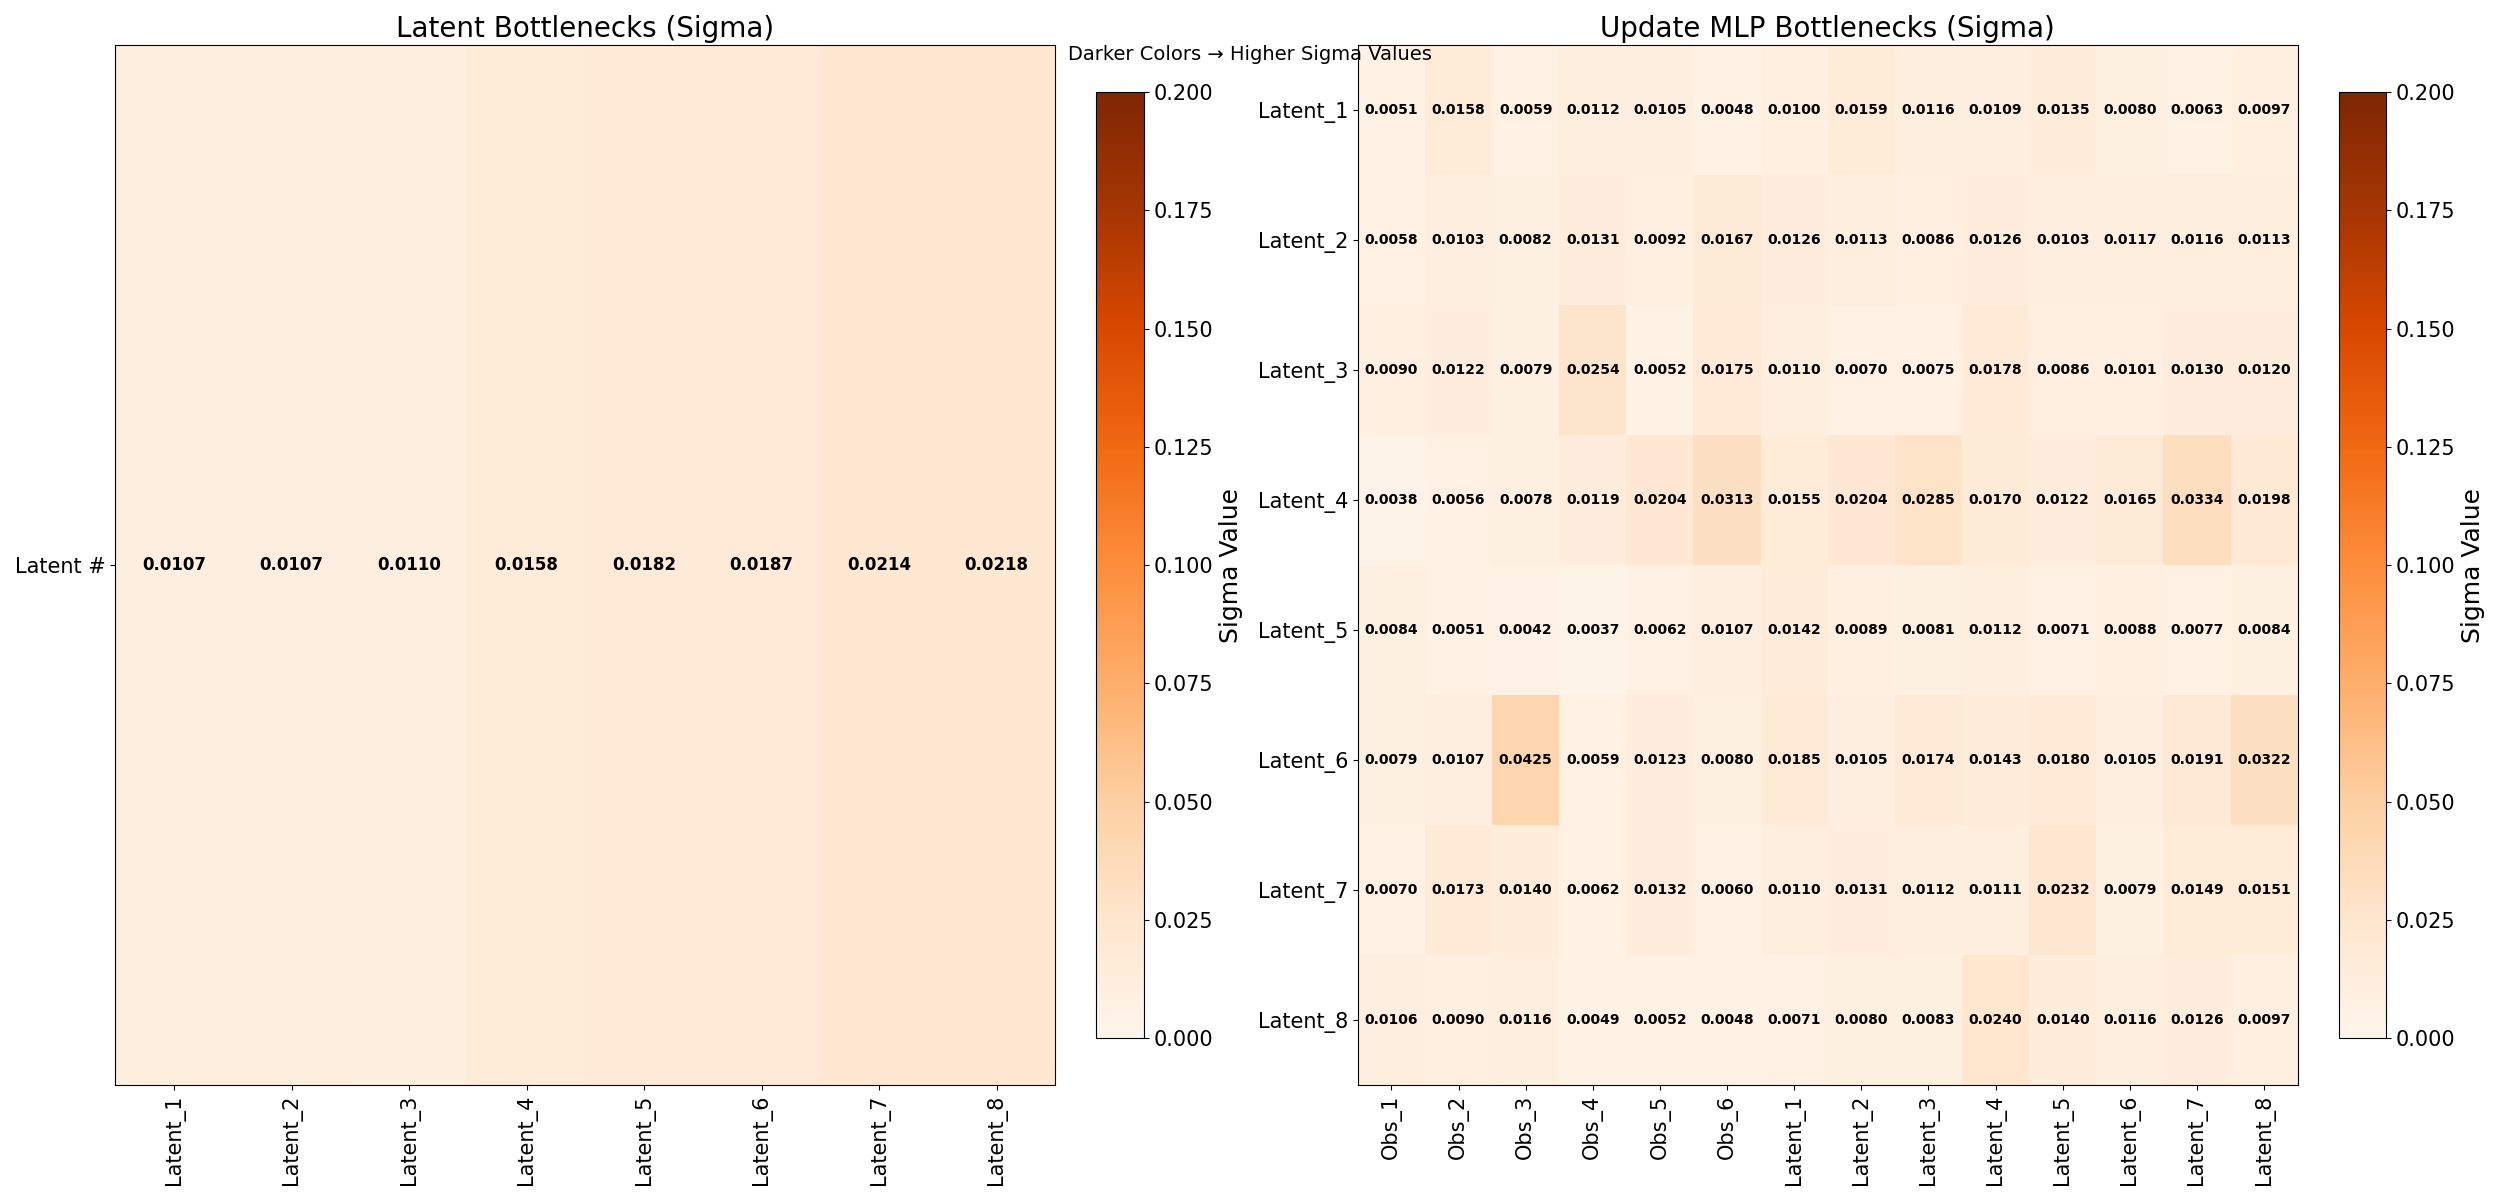 Latent Bottlenecks (Sigma)
Latent #
0.0107 0.0107 0.0110 0.0158 0.0182 0.0187 0.0214 0.0218
Latent_1 Latent_2 Latent_3 Latent_4 Latent_5 Latent_6 Latent_7 Latent_8
Darker Colors → Higher Sigma Values
0.200
0.175
0.150
0.125
0.100
0.075
0.050
0.025
0.000
Sigma Value
Update MLP Bottlenecks (Sigma)
Latent_1 0.0051 0.0158 0.0059 0.0112 0.0105 0.0048 0.0100 0.0159 0.0116 0.0109 0.0135 0.0080 0.0063 0.0097
Latent_2 0.0058 0.0103 0.0082 0.0131 0.0092 0.0167 0.0126 0.0113 0.0086 0.0126 0.0103 0.0117 0.0116 0.0113
Latent_3 0.0090 0.0122 0.0079 0.0254 0.0052 0.0175 0.0110 0.0070 0.0075 0.0178 0.0086 0.0101 0.0130 0.0120
Latent_4 0.0038 0.0056 0.0078 0.0119 0.0204 0.0313 0.0155 0.0204 0.0285 0.0170 0.0122 0.0165 0.0334 0.0198
Latent_5 0.0084 0.0051 0.0042 0.0037 0.0062 0.0107 0.0142 0.0089 0.0081 0.0112 0.0071 0.0088 0.0077 0.0084
Latent_6 0.0079 0.0107 0.0425 0.0059 0.0123 0.0080 0.0185 0.0105 0.0174 0.0143 0.0180 0.0105 0.0191 0.0322
Latent_7 0.0070 0.0173 0.0140 0.0062 0.0132 0.0060 0.0110 0.0131 0.0112 0.0111 0.0232 0.0079 0.0149 0.0151
Latent_8 0.0106 0.0090 0.0116 0.0049 0.0052 0.0048 0.0071 0.0080 0.0083 0.0240 0.0140 0.0116 0.0126 0.0097
Obs_1 Obs_2 Obs_3 Obs_4 Obs_5 Obs_6 Latent_1 Latent_2 Latent_3 Latent_4 Latent_5 Latent_6 Latent_7 Latent_8
0.200
0.175
0.150
0.125
0.100
0.075
0.050
0.025
0.000
Sigma Value